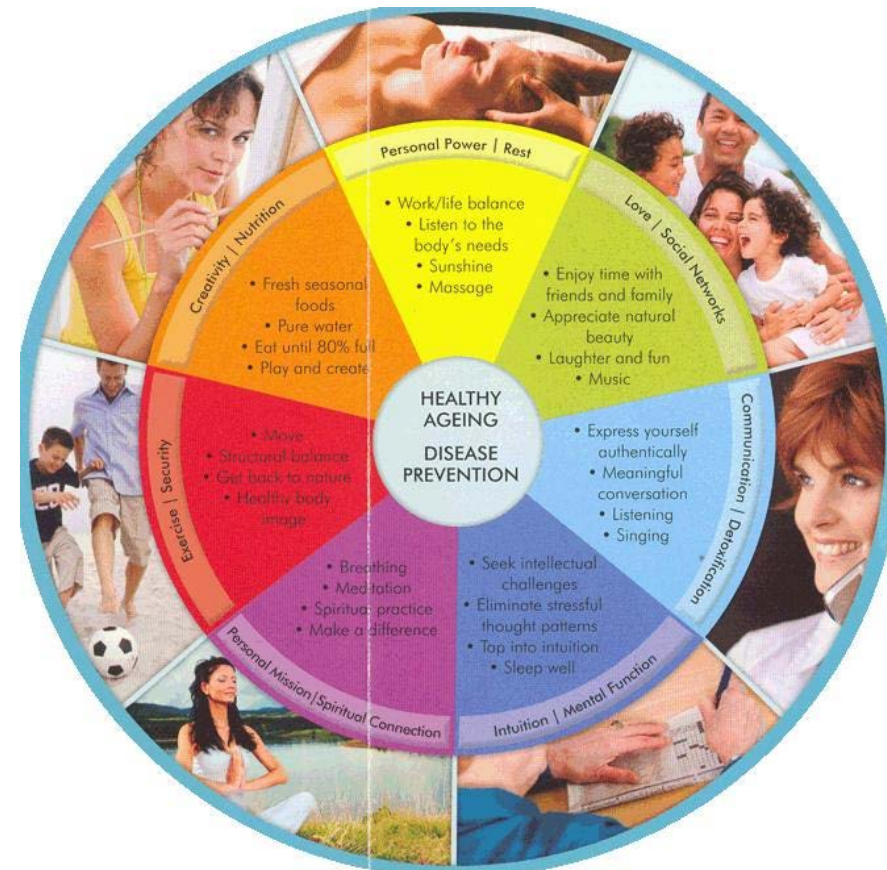 Personal Power | Rest
• Work/life balance
• Listen to the
body's needs
• Sunshine
• Massage
Love | Social Networks
• Enjoy time with
friends and family
• Appreciate natural
beauty
• Laughter and fun
• Music
Communication | Detoxification
• Express yourself
authentically
• Meaningful
conversation
• Listening
• Singing
Intuition | Mental Function
• Seek intellectual
challenges
• Eliminate stressful
thought patterns
• Tap into intuition
• Sleep well
Personal Mission | Spiritual Connection
• Breathing
• Meditation
• Spiritual practice
• Make a difference
Exercise | Security
• Move
• Structural balance
• Get back to nature
• Healthy body
image
Creativity | Nutrition
• Fresh seasonal
foods
• Pure water
• Eat until 80% full
• Play and create
HEALTHY
AGEING
DISEASE
PREVENTION